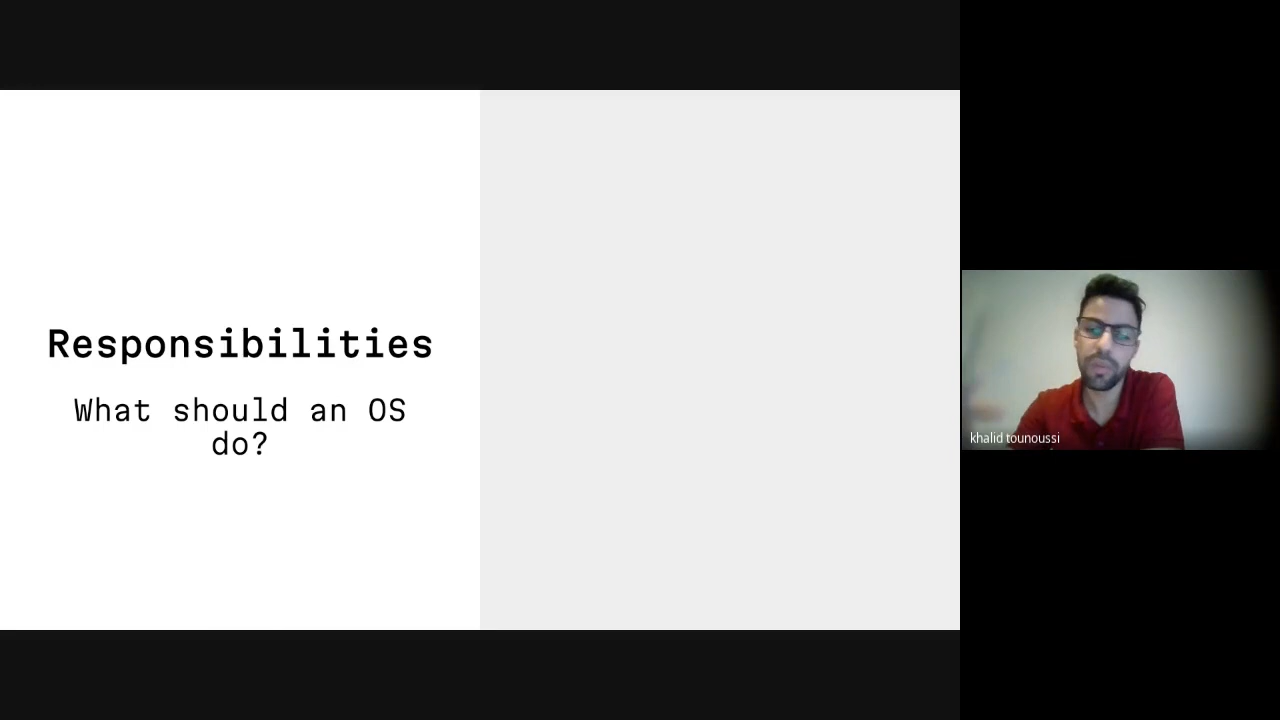 Responsibilities
What should an OS
do?
khalid tounoussi